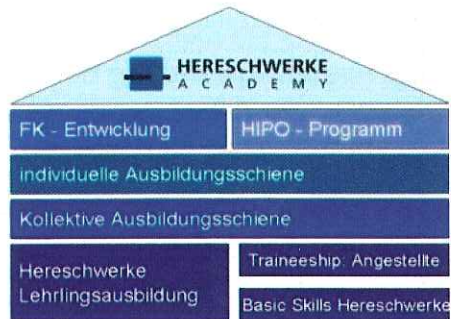 HERESCHWERKE
ACADEMY
FK - Entwicklung
HIPO - Programm
individuelle Ausbildungsschiene
Kollektive Ausbildungsschiene
Hereschwerke
Lehrlingsausbildung
Traineeship: Angestellte
Basic Skills Hereschwerke